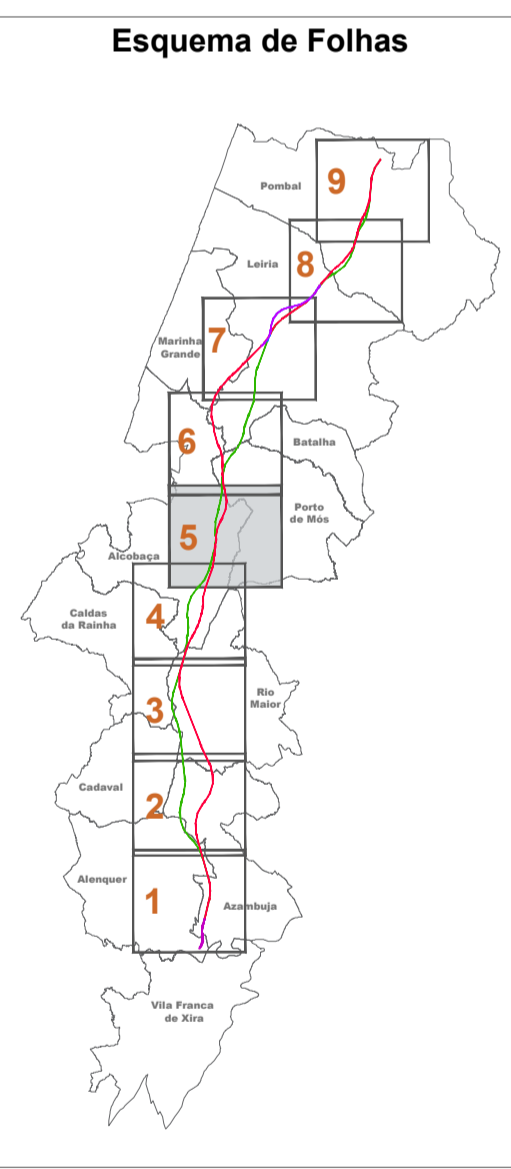 Esquema de Folhas
9
Pombal
8
Leiria
7
Marinha
Grande
6
Batalha
5
Porto
de Mós
Alcobaça
4
Caldas
da Rainha
3
Rio
Maior
2
Cadaval
1
Alenquer
Azambuja
Vila Franca
de Xira